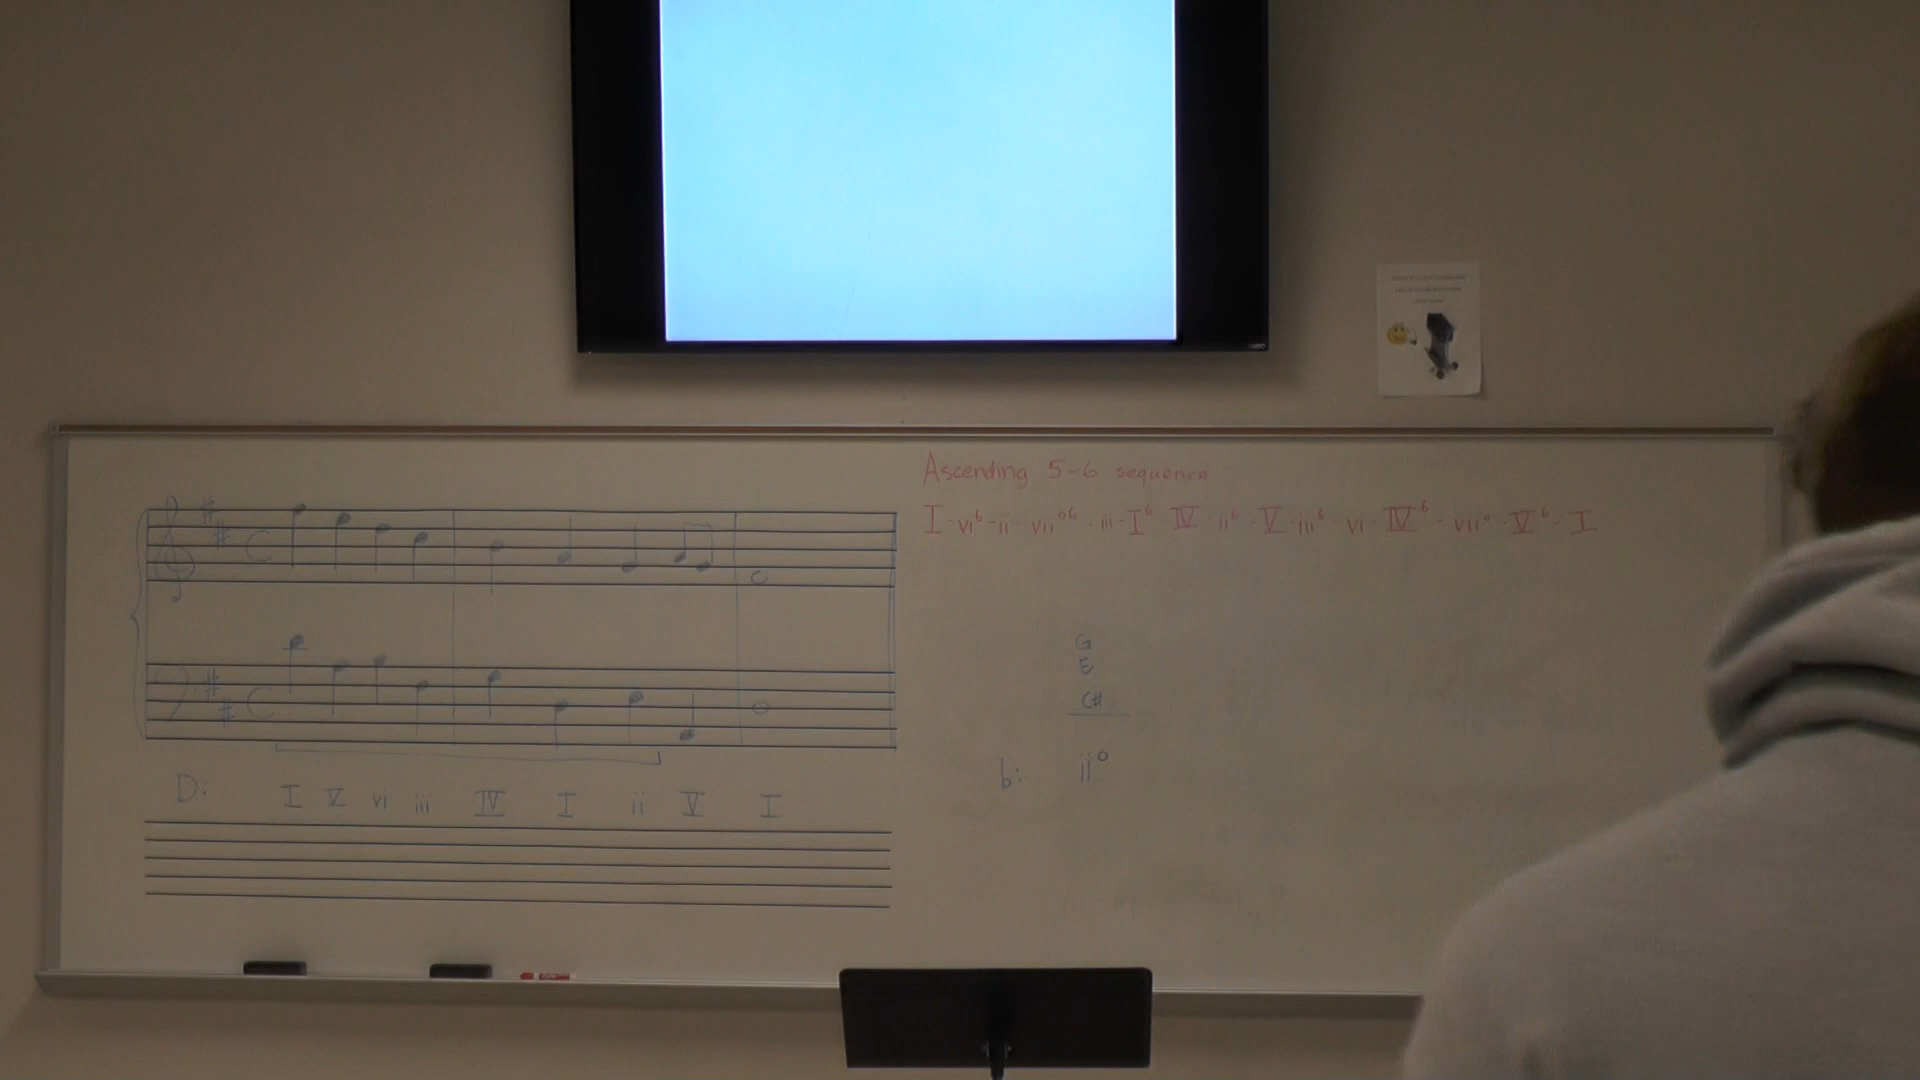 Ascending 5-6 sequence
I - vi⁶ - ii - vii°⁶ - iii - I⁶ - IV - ii⁶ - V - iii⁶ - vi - IV⁶ - vii° - V⁶ - I
C
C
D: I V vi iii IV I ii V I
G
E
C#
b: ii°